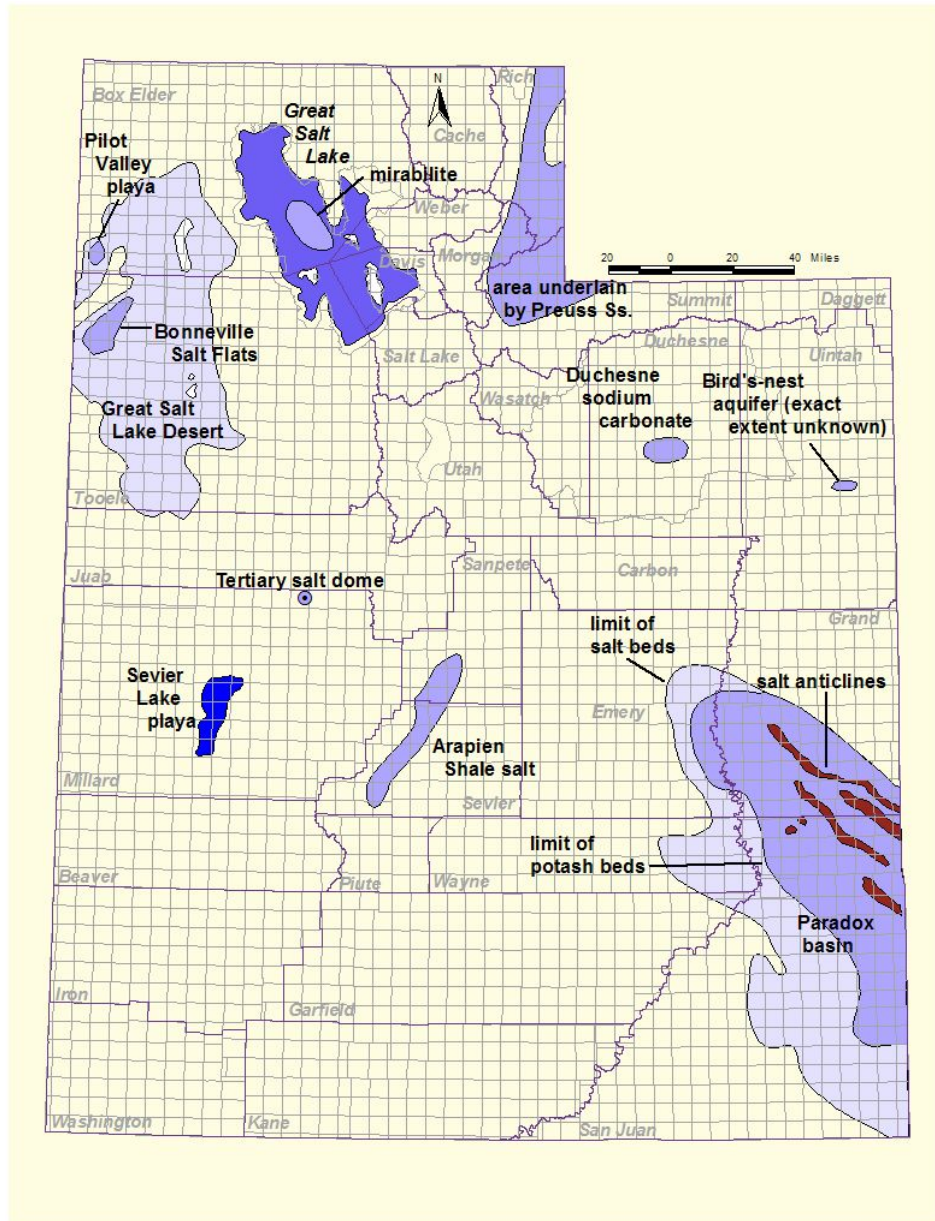 Rich
N
Box Elder
Great
Salt
Lake
Cache
Pilot
Valley
playa
mirabilite
Weber
Davis
Morgan
20 0 20 40 Miles
area underlain
by Preuss Ss.
Summit
Daggett
Bonneville
Salt Flats
Salt Lake
Duchesne
Uintah
Duchesne
sodium
carbonate
Bird's-nest
aquifer (exact
extent unknown)
Wasatch
Great Salt
Lake Desert
Utah
Tooele
Juab
Tertiary salt dome
Sanpete
Carbon
Grand
limit of
salt beds
Sevier
Lake
playa
salt anticlines
Emery
Arapien
Shale salt
Millard
Sevier
limit of
potash beds
Beaver
Piute
Wayne
Paradox
basin
Iron
Garfield
Washington
Kane
San Juan